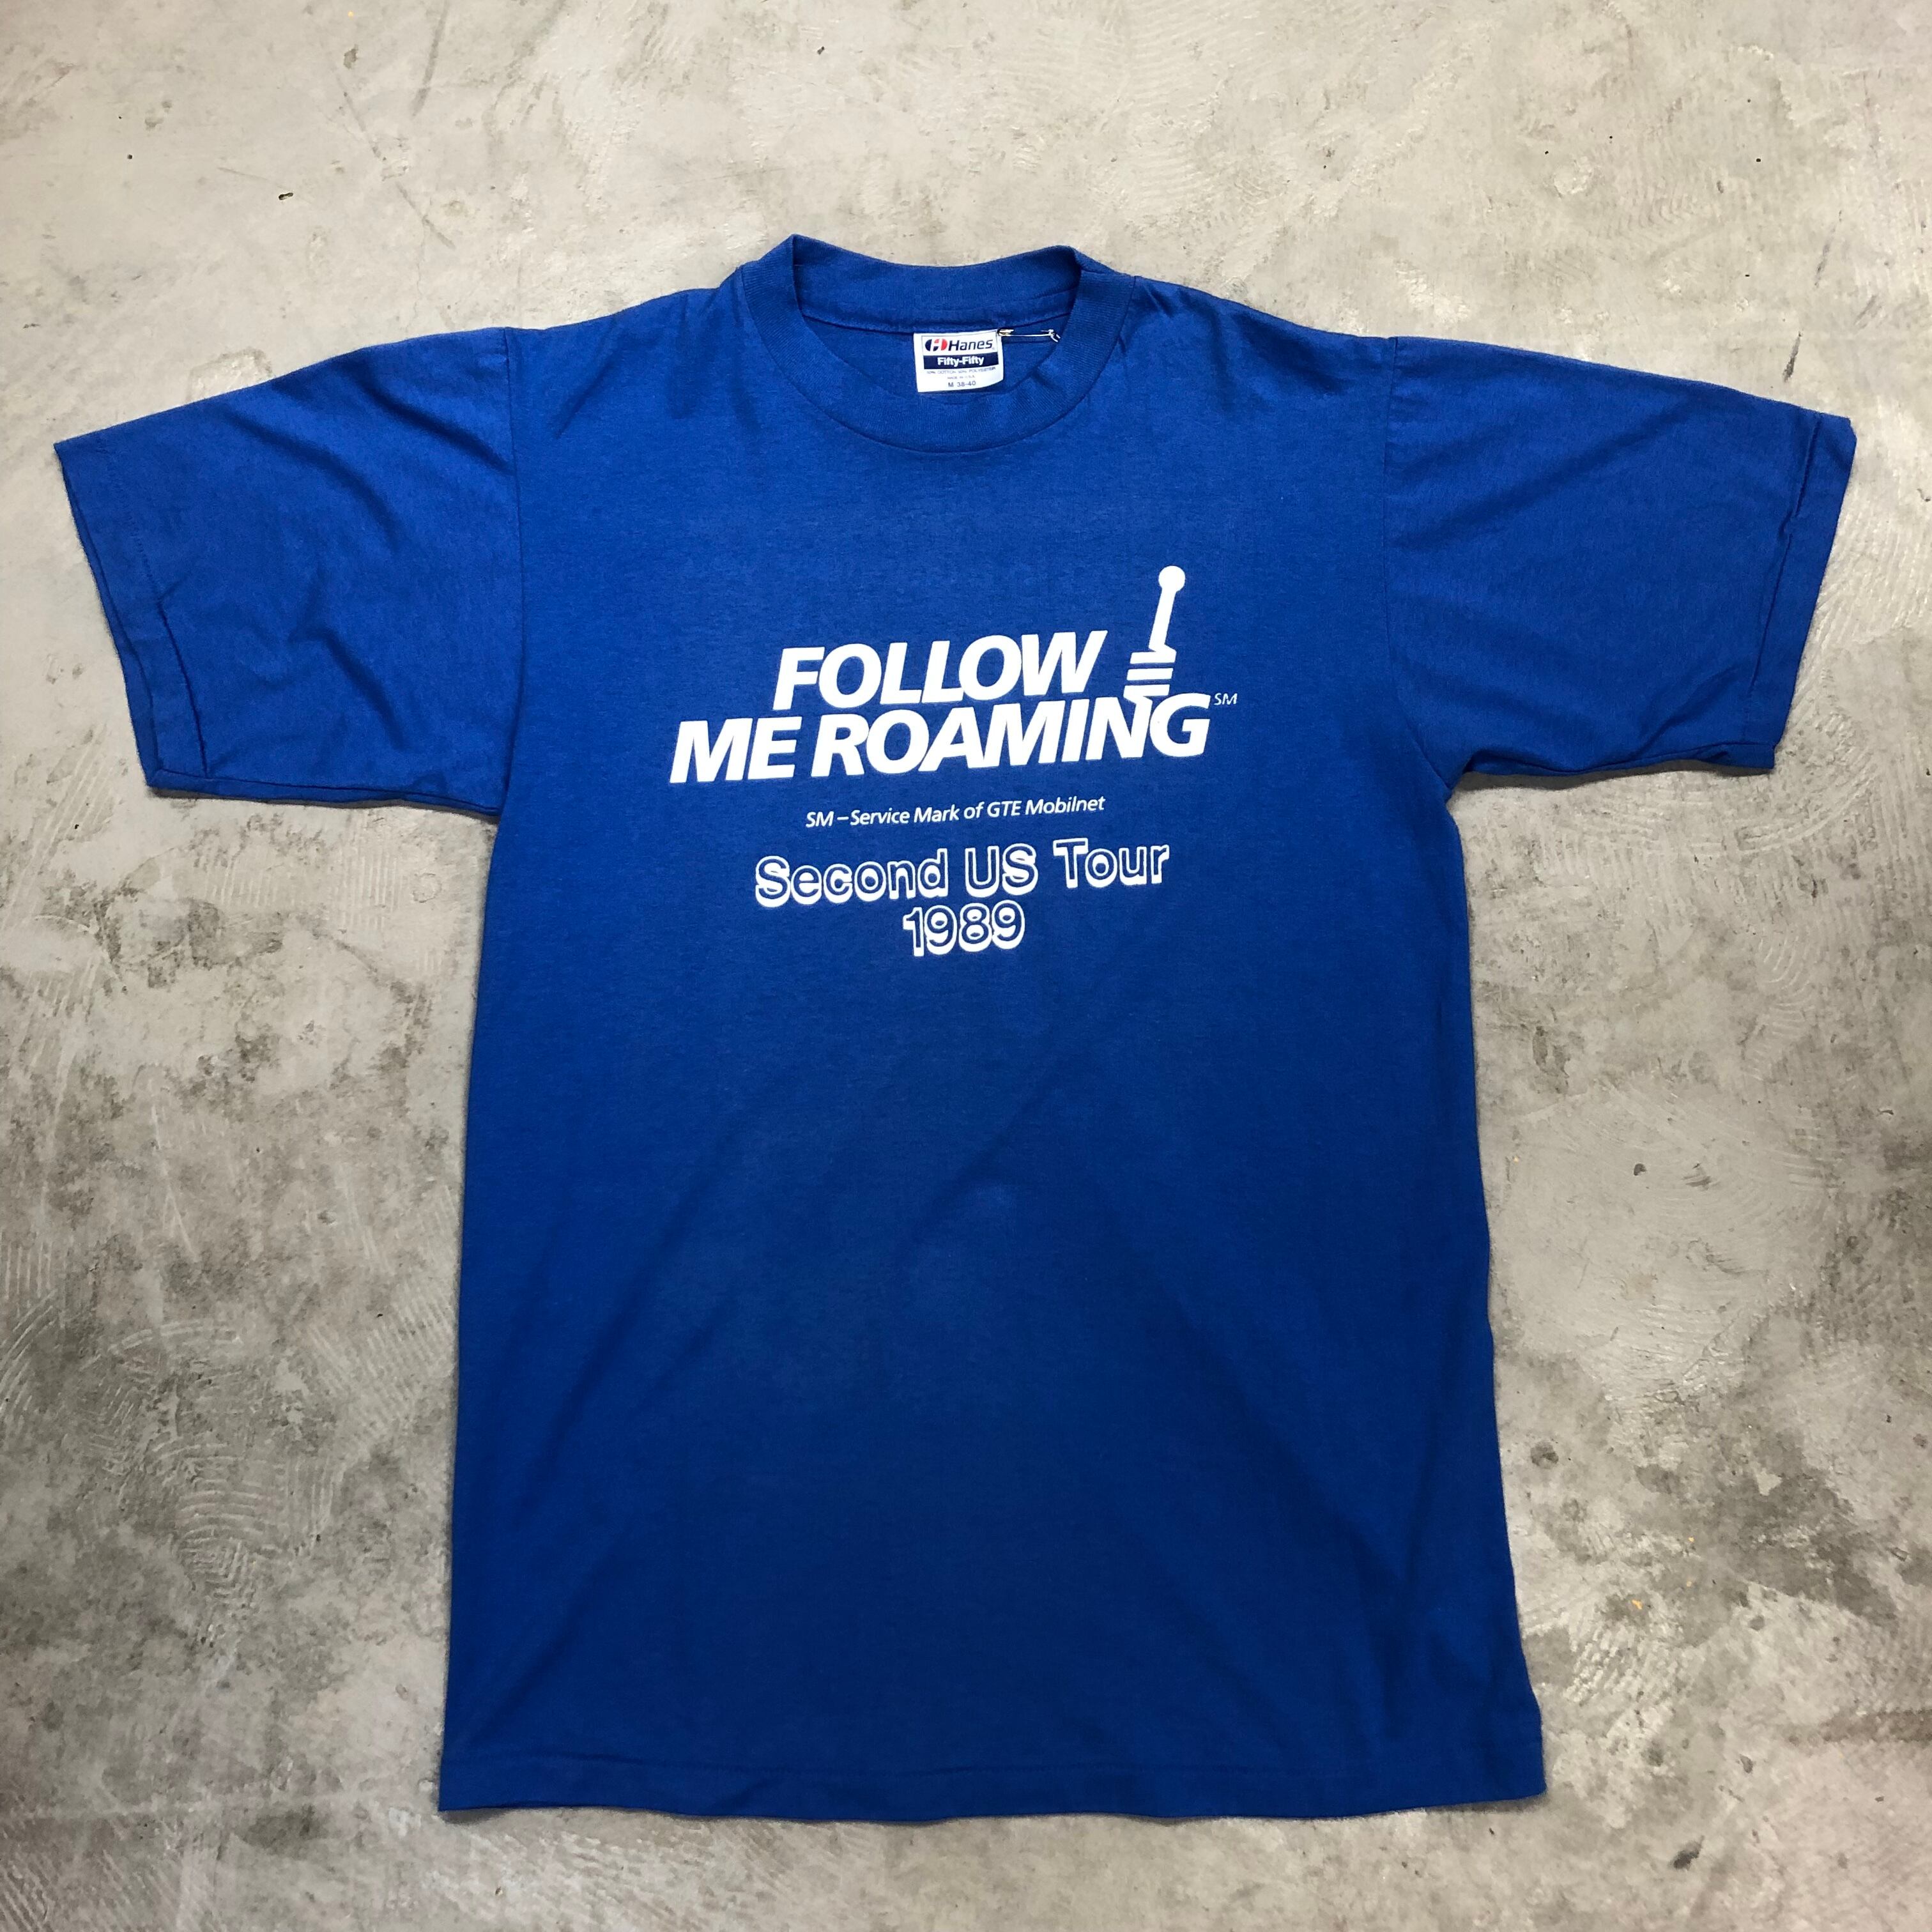 Hanes
Fifty-Fifty
M 38-40
FOLLOW
ME ROAMING SM
SM – Service Mark of GTE Mobilnet
Second US Tour
1989